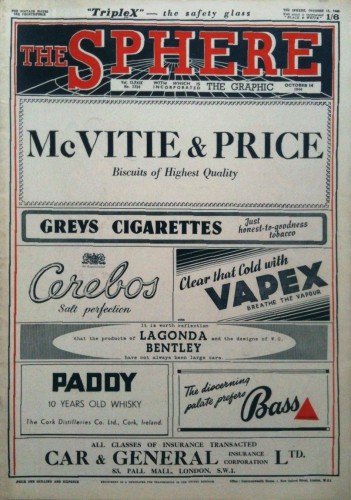 "TripleX" — the safety glass
1/6
THE SPHERE
WITH WHICH IS
INCORPORATED
THE GRAPHIC
OCTOBER
McVITIE & PRICE
Biscuits of Highest Quality
GREYS CIGARETTES
Just
honest-to-goodness
tobacco
Cerebos
Salt perfection
Clear that Cold with
VAPEX
BREATHE THE VAPOUR
It is worth reflection
that the products of LAGONDA and the designs of W.O.
BENTLEY
have not always been large cars.
PADDY
10 YEARS OLD WHISKY
The Cork Distilleries Co. Ltd., Cork, Ireland.
The discerning
palate prefers
Bass
ALL CLASSES OF INSURANCE TRANSACTED
CAR & GENERAL INSURANCE
CORPORATION LTD.
83, PALL MALL, LONDON, S.W.1.